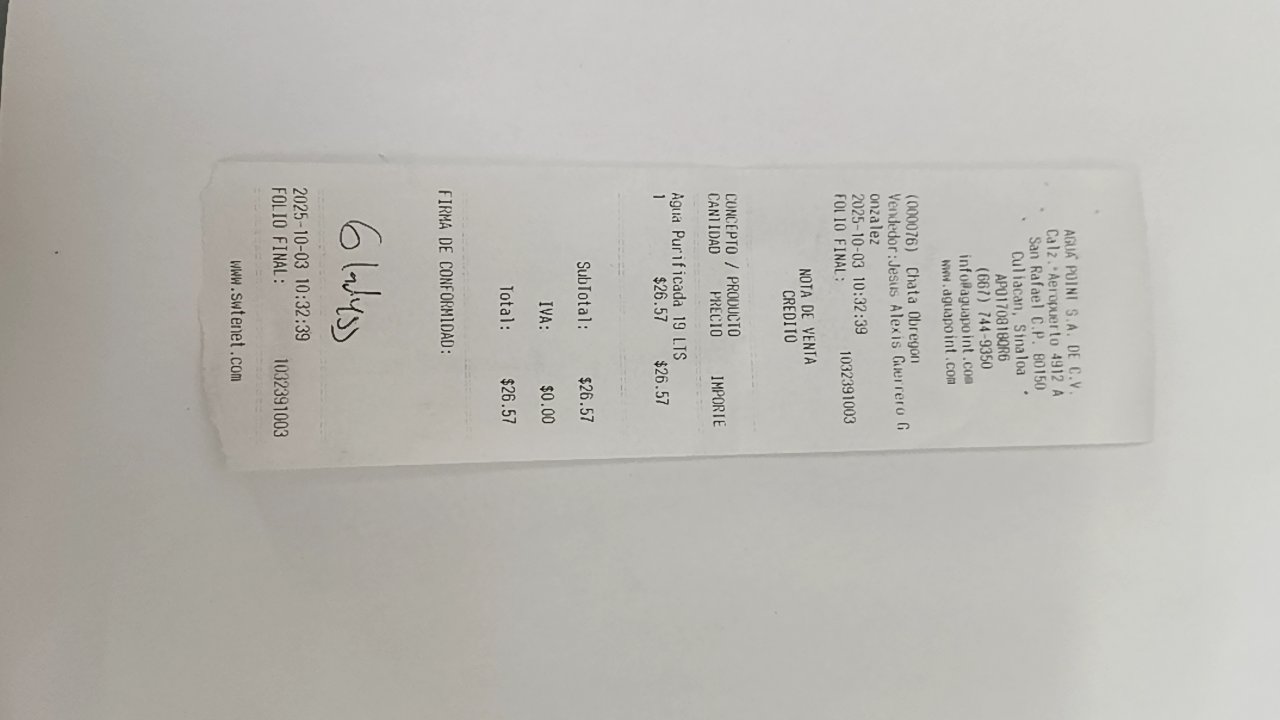 AGUA POINT S.A. DE C.V.
Calz. Aeropuerto 4912 A
San Rafael C.P. 80150
Culiacan, Sinaloa
APO170818QR6
(667) 744-9350
info@aguapoint.com
www.aguapoint.com
(000076) Chata Obregon
Vendedor:Jesus Alexis Guerrero G
onzalez
2025-10-03 10:32:39
FOLIO FINAL: 1032391003
NOTA DE VENTA
CREDITO
CONCEPTO / PRODUCTO
CANTIDAD PRECIO IMPORTE
Agua Purificada 19 LTS
1 $26.57 $26.57
SubTotal: $26.57
IVA: $0.00
Total: $26.57
FIRMA DE CONFORMIDAD:
2025-10-03 10:32:39
FOLIO FINAL: 1032391003
www.swtenet.com